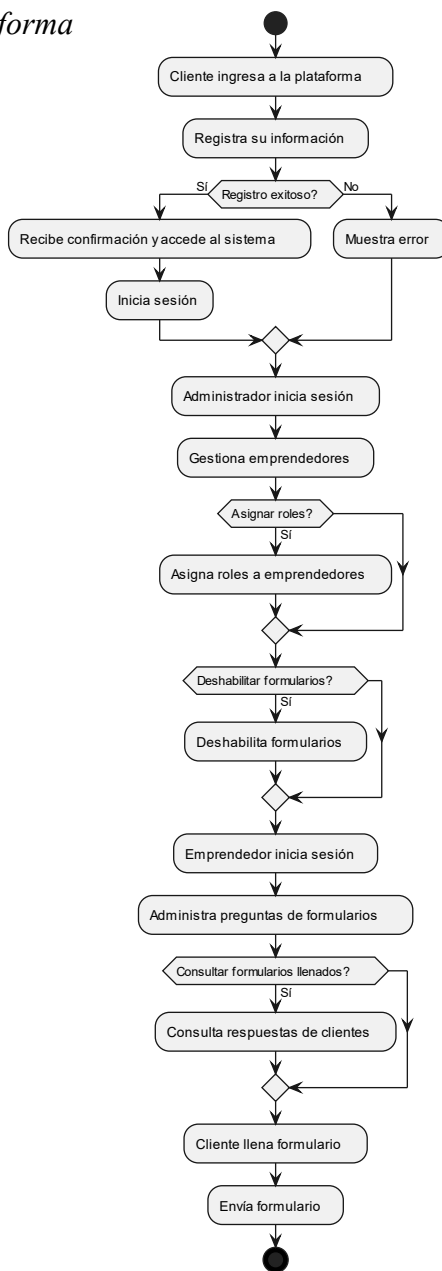 forma
Cliente ingresa a la plataforma
Registra su información
Sí
Registro exitoso?
No
Recibe confirmación y accede al sistema
Muestra error
Inicia sesión
Administrador inicia sesión
Gestiona emprendedores
Asignar roles?
Sí
Asigna roles a emprendedores
Deshabilitar formularios?
Sí
Deshabilita formularios
Emprendedor inicia sesión
Administra preguntas de formularios
Consultar formularios llenados?
Sí
Consulta respuestas de clientes
Cliente llena formulario
Envía formulario